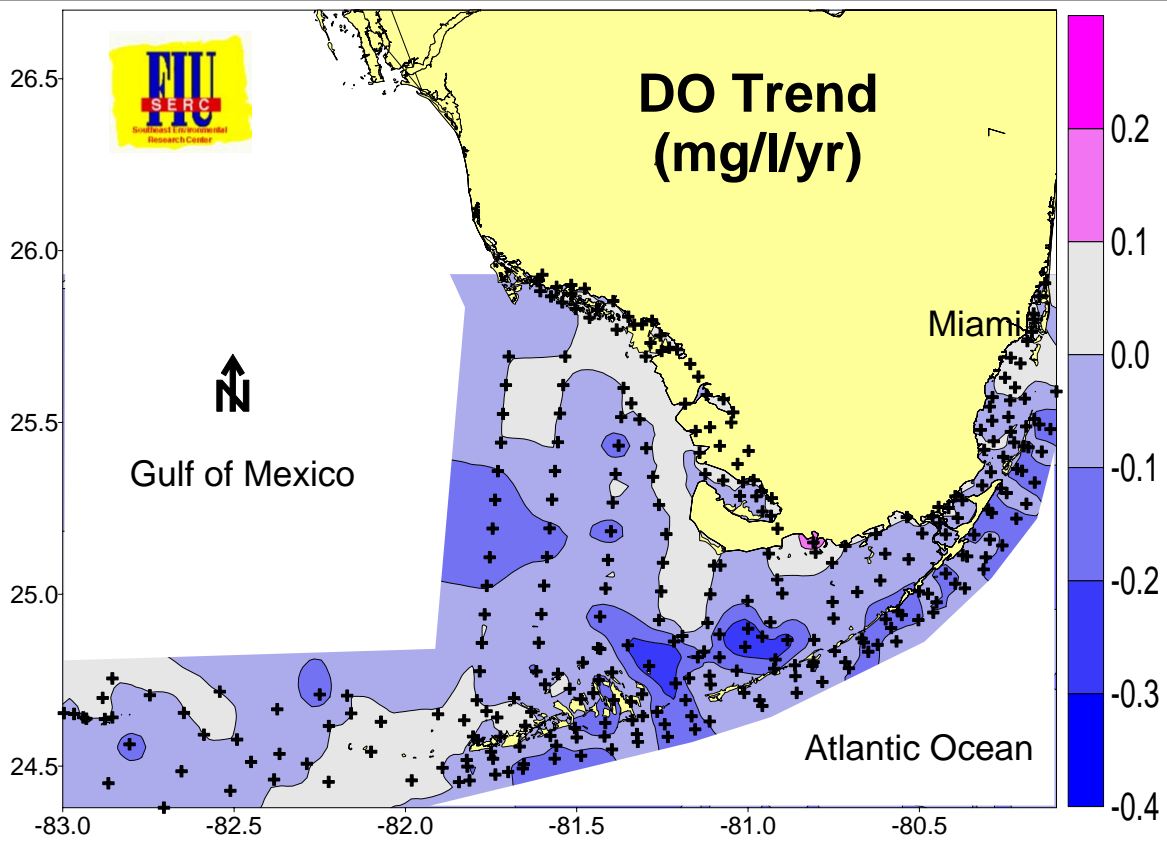 FIU
SERC
Southeast Environmental
Research Center
DO Trend
(mg/l/yr)
7
Miami
N
Gulf of Mexico
Atlantic Ocean
26.5
26.0
25.5
25.0
24.5
-83.0
-82.5
-82.0
-81.5
-81.0
-80.5
0.2
0.1
0.0
-0.1
-0.2
-0.3
-0.4